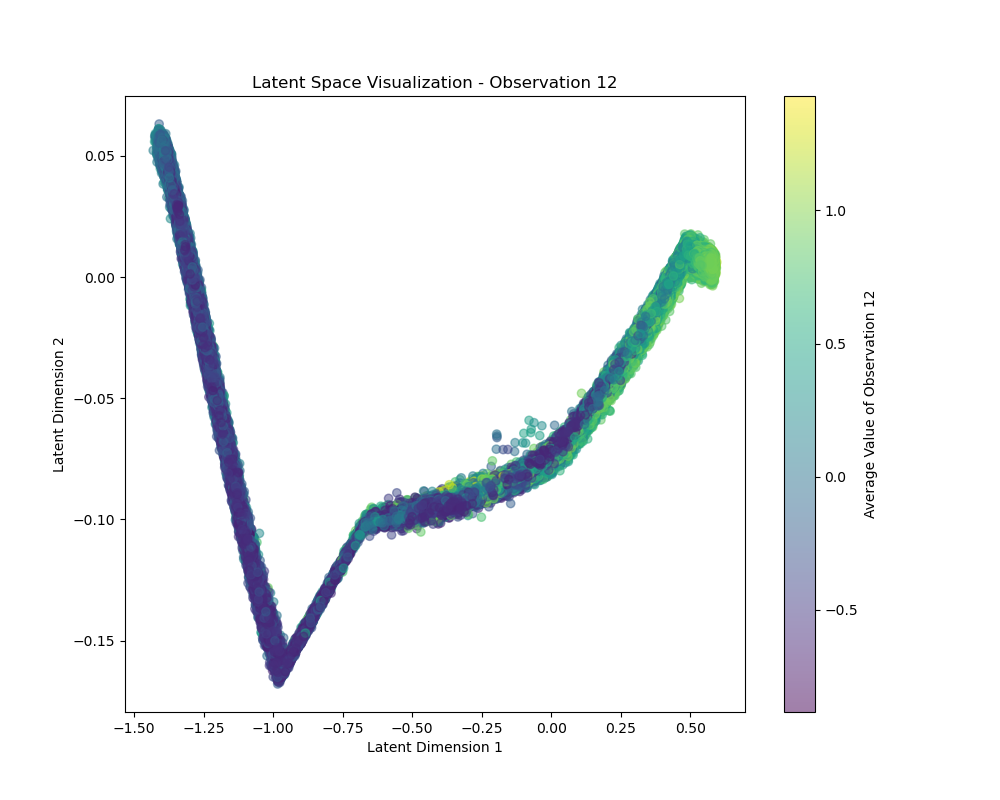 Latent Space Visualization - Observation 12
Latent Dimension 2
0.05
0.00
−0.05
−0.10
−0.15
−1.50 −1.25 −1.00 −0.75 −0.50 −0.25 0.00 0.25 0.50
Latent Dimension 1
1.0
0.5
0.0
−0.5
Average Value of Observation 12